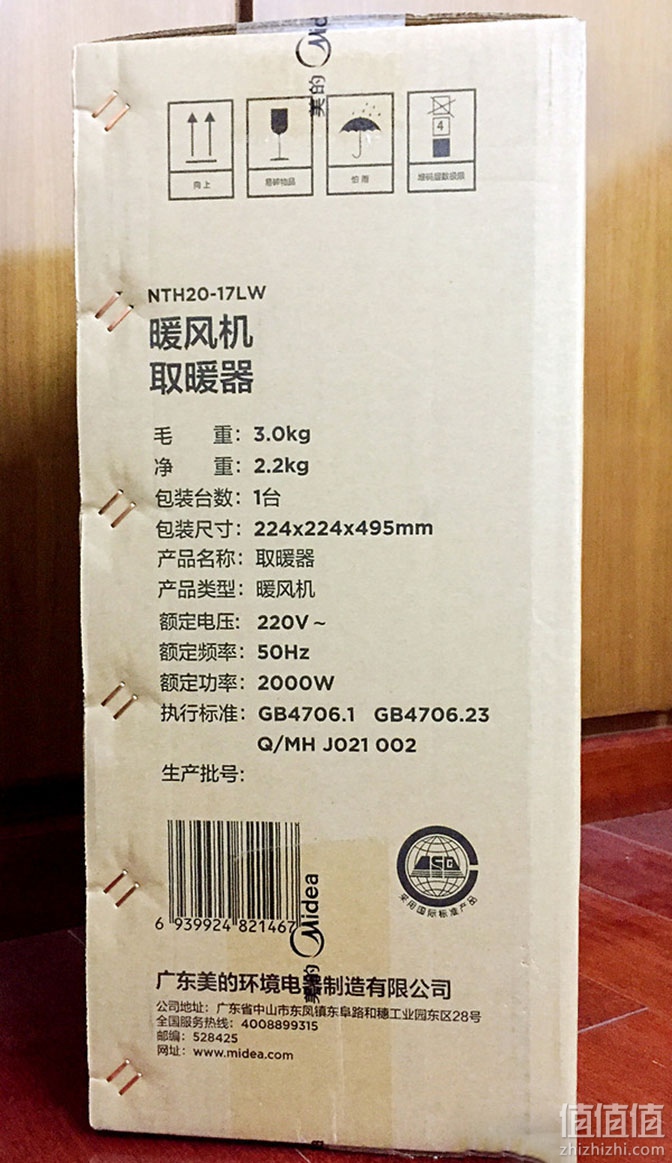 美的 Midea
4
向上
易碎物品
怕雨
堆码层数极限
NTH20-17LW
暖风机
取暖器
毛 重：3.0kg
净 重：2.2kg
包装台数：1台
包装尺寸：224x224x495mm
产品名称：取暖器
产品类型：暖风机
额定电压：220V~
额定频率：50Hz
额定功率：2000W
执行标准：GB4706.1 GB4706.23
Q/MH J021 002
生产批号：
6 939924 821467
美的 Midea
采用国际标准产品
广东美的环境电器制造有限公司
公司地址：广东省中山市东凤镇东阜路和穗工业园东区28号
全国服务热线：4008899315
邮编：528425
网址：www.midea.com
值值值
zhizhizhi.com